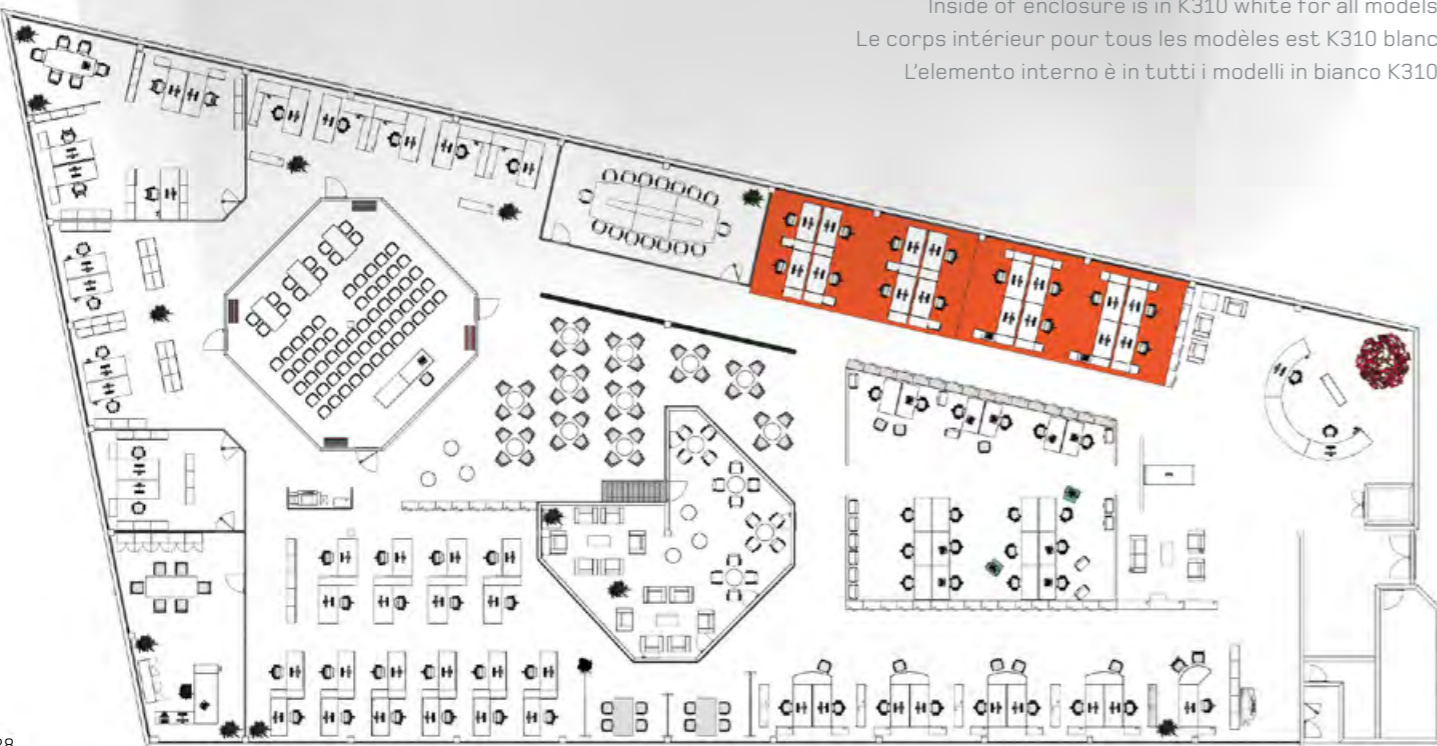 Inside of enclosure is in K310 white for all models
Le corps intérieur pour tous les modèles est K310 blanc
L'elemento interno è in tutti i modelli in bianco K310
28